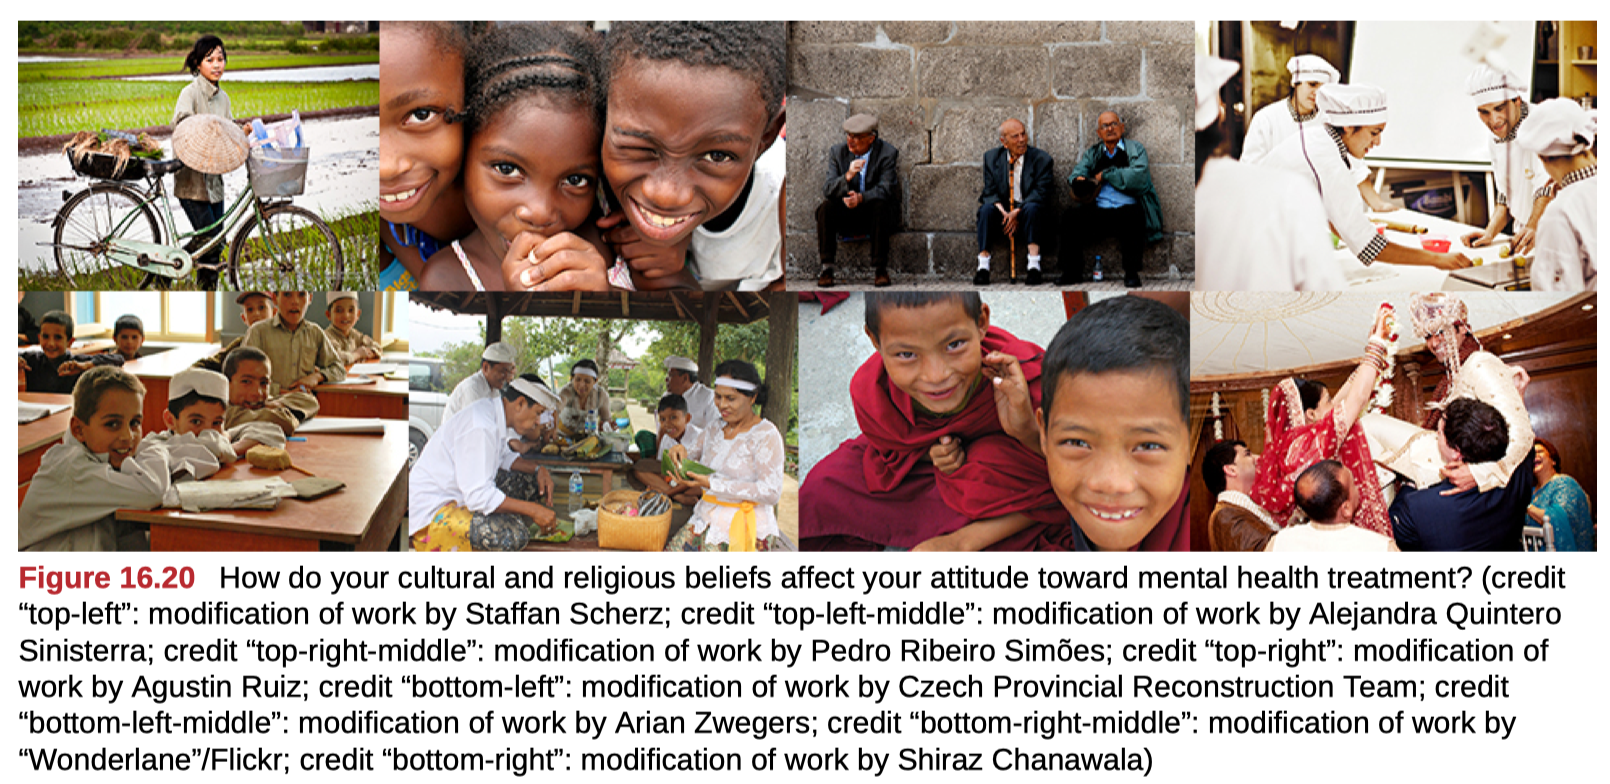 Figure 16.20 How do your cultural and religious beliefs affect your attitude toward mental health treatment? (credit
“top-left”: modification of work by Staffan Scherz; credit “top-left-middle”: modification of work by Alejandra Quintero
Sinisterra; credit “top-right-middle”: modification of work by Pedro Ribeiro Simões; credit “top-right”: modification of
work by Agustin Ruiz; credit “bottom-left”: modification of work by Czech Provincial Reconstruction Team; credit
“bottom-left-middle”: modification of work by Arian Zwegers; credit “bottom-right-middle”: modification of work by
“Wonderlane”/Flickr; credit “bottom-right”: modification of work by Shiraz Chanawala)